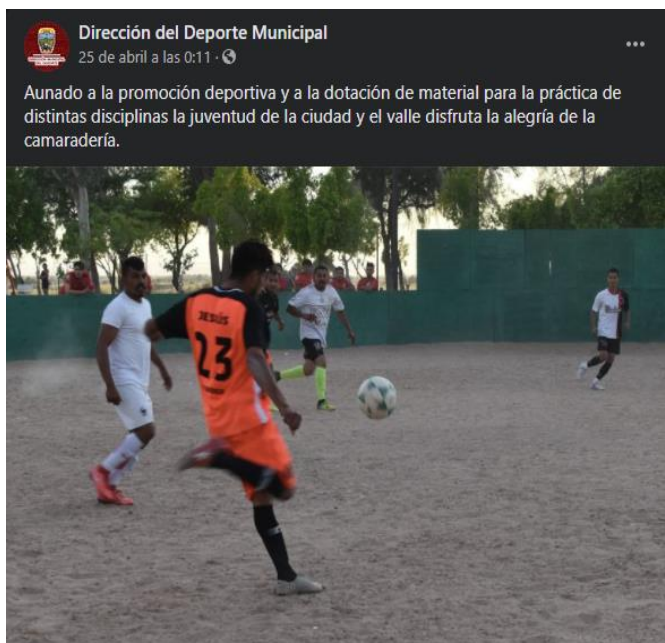 Dirección del Deporte Municipal
25 de abril a las 0:11 ·
Aunado a la promoción deportiva y a la dotación de material para la práctica de
distintas disciplinas la juventud de la ciudad y el valle disfruta la alegría de la
camaradería.
JESÚS
23